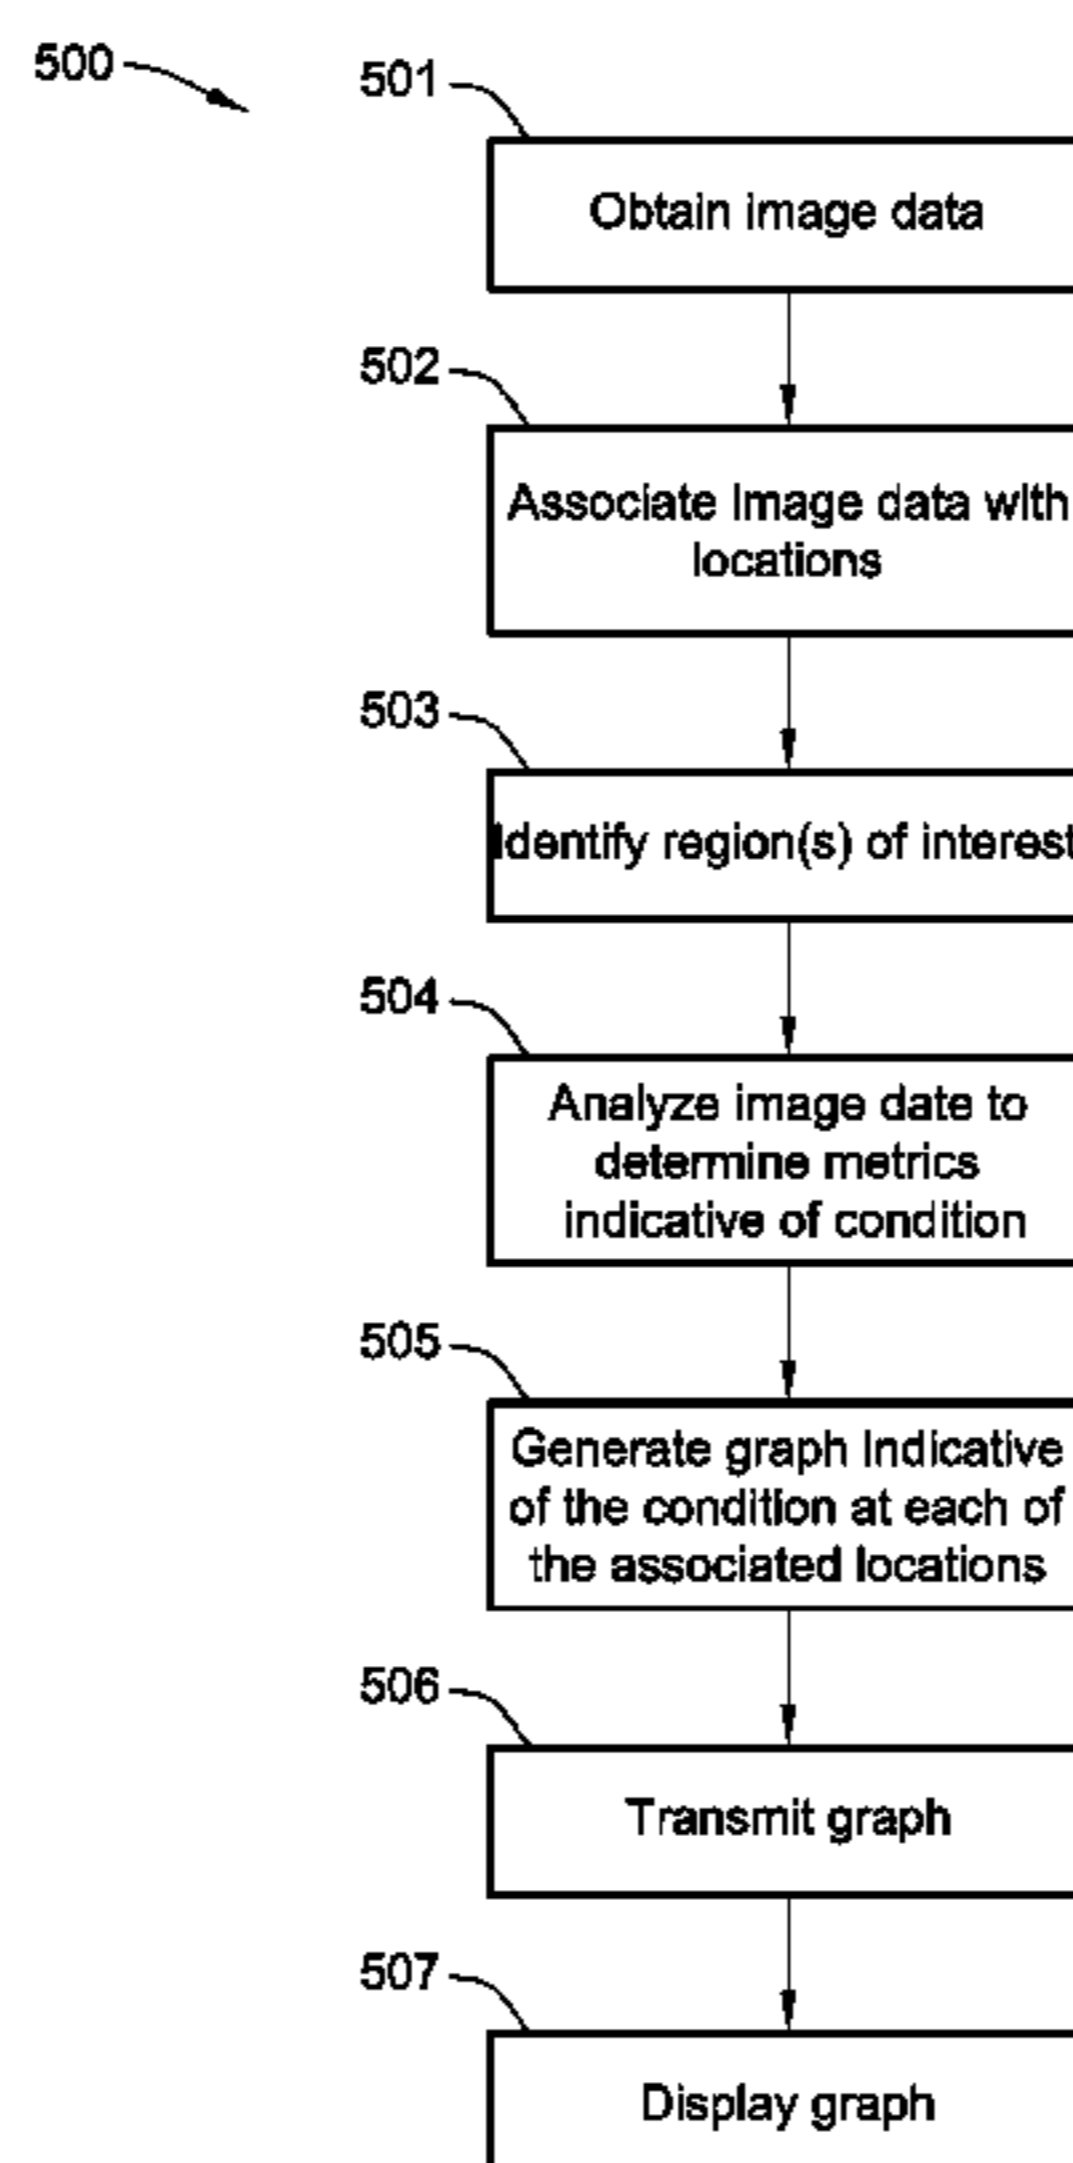 500
501
Obtain image data
502
Associate image data with
locations
503
Identify region(s) of interest
504
Analyze image date to
determine metrics
indicative of condition
505
Generate graph indicative
of the condition at each of
the associated locations
506
Transmit graph
507
Display graph